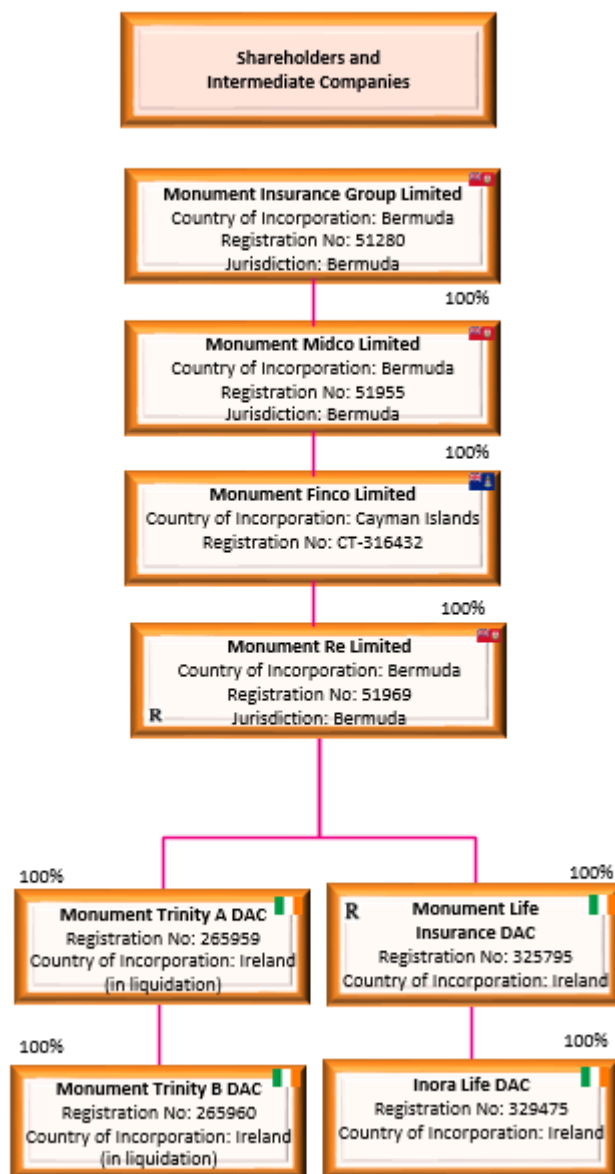 Shareholders and
Intermediate Companies
Monument Insurance Group Limited
Country of Incorporation: Bermuda
Registration No: 51280
Jurisdiction: Bermuda
100%
Monument Midco Limited
Country of Incorporation: Bermuda
Registration No: 51955
Jurisdiction: Bermuda
100%
Monument Finco Limited
Country of Incorporation: Cayman Islands
Registration No: CT-316432
100%
Monument Re Limited
Country of Incorporation: Bermuda
Registration No: 51969
R
Jurisdiction: Bermuda
100%
Monument Trinity A DAC
Registration No: 265959
Country of Incorporation: Ireland
(in liquidation)
100%
R
Monument Life
Insurance DAC
Registration No: 325795
Country of Incorporation: Ireland
100%
Monument Trinity B DAC
Registration No: 265960
Country of Incorporation: Ireland
(in liquidation)
100%
Inora Life DAC
Registration No: 329475
Country of Incorporation: Ireland